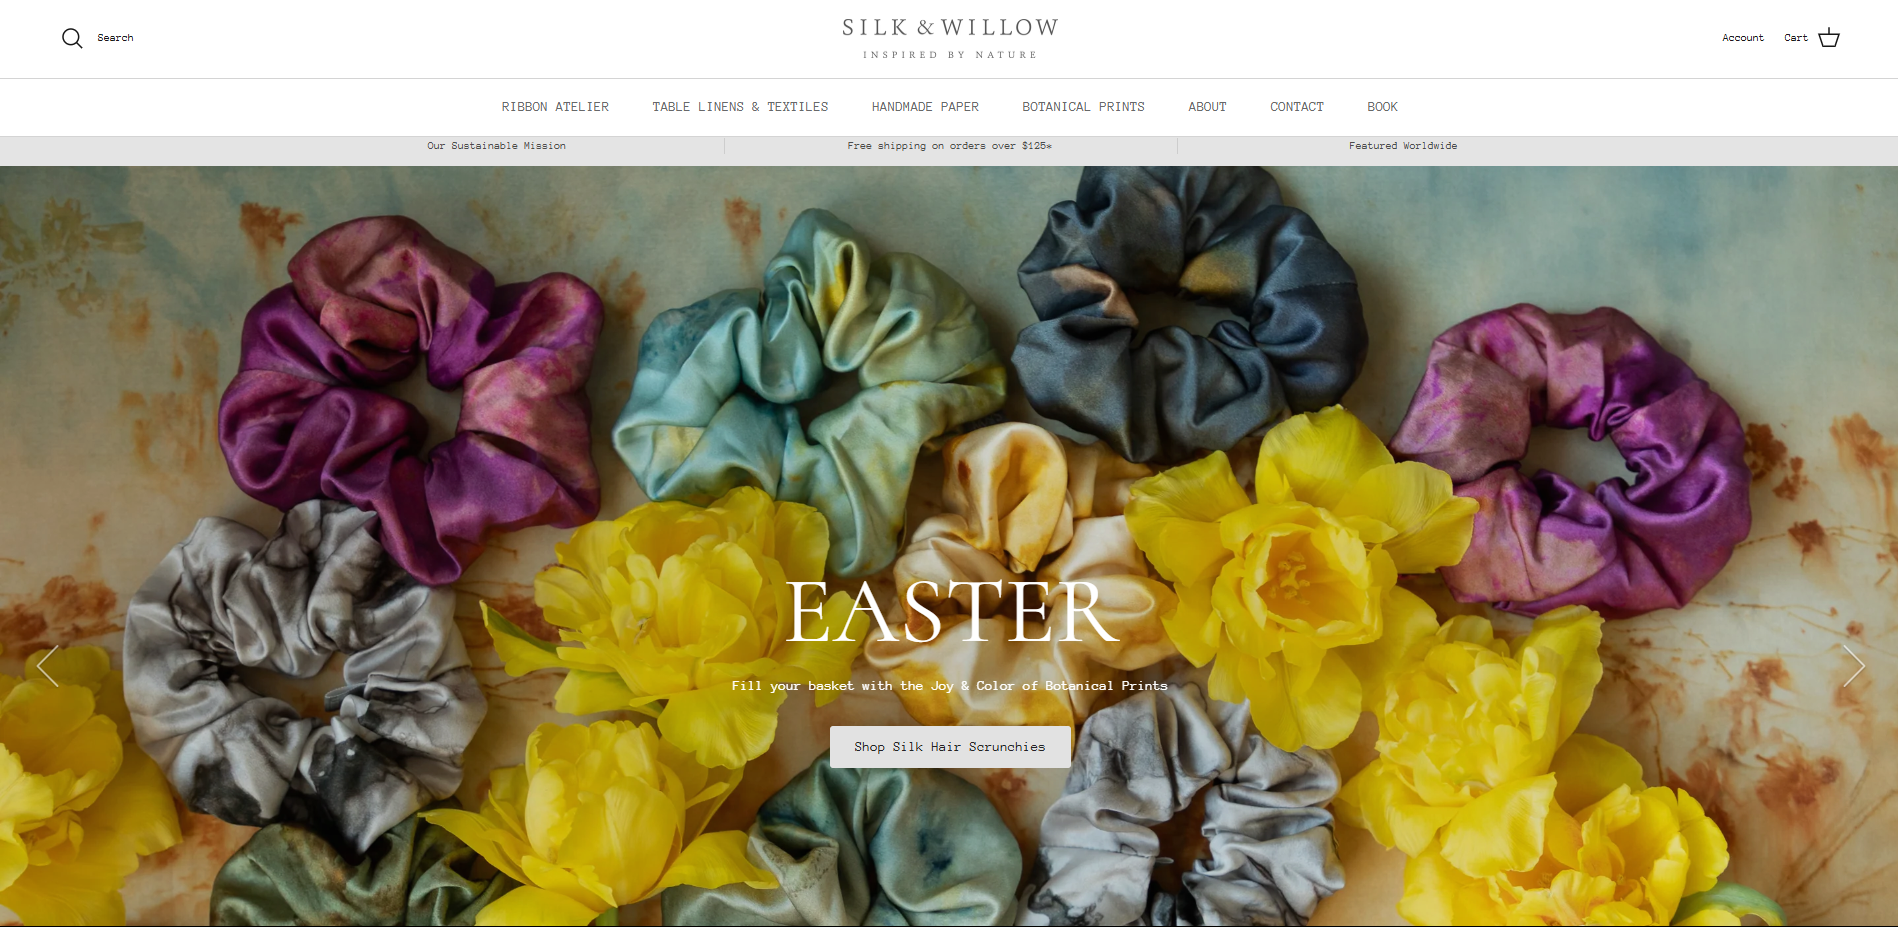 Search
SILK & WILLOW
INSPIRED BY NATURE
Account
Cart
RIBBON ATELIER
TABLE LINENS & TEXTILES
HANDMADE PAPER
BOTANICAL PRINTS
ABOUT
CONTACT
BOOK
Our Sustainable Mission
Free shipping on orders over $125*
Featured Worldwide
EASTER
Fill your basket with the Joy & Color of Botanical Prints
Shop Silk Hair Scrunchies